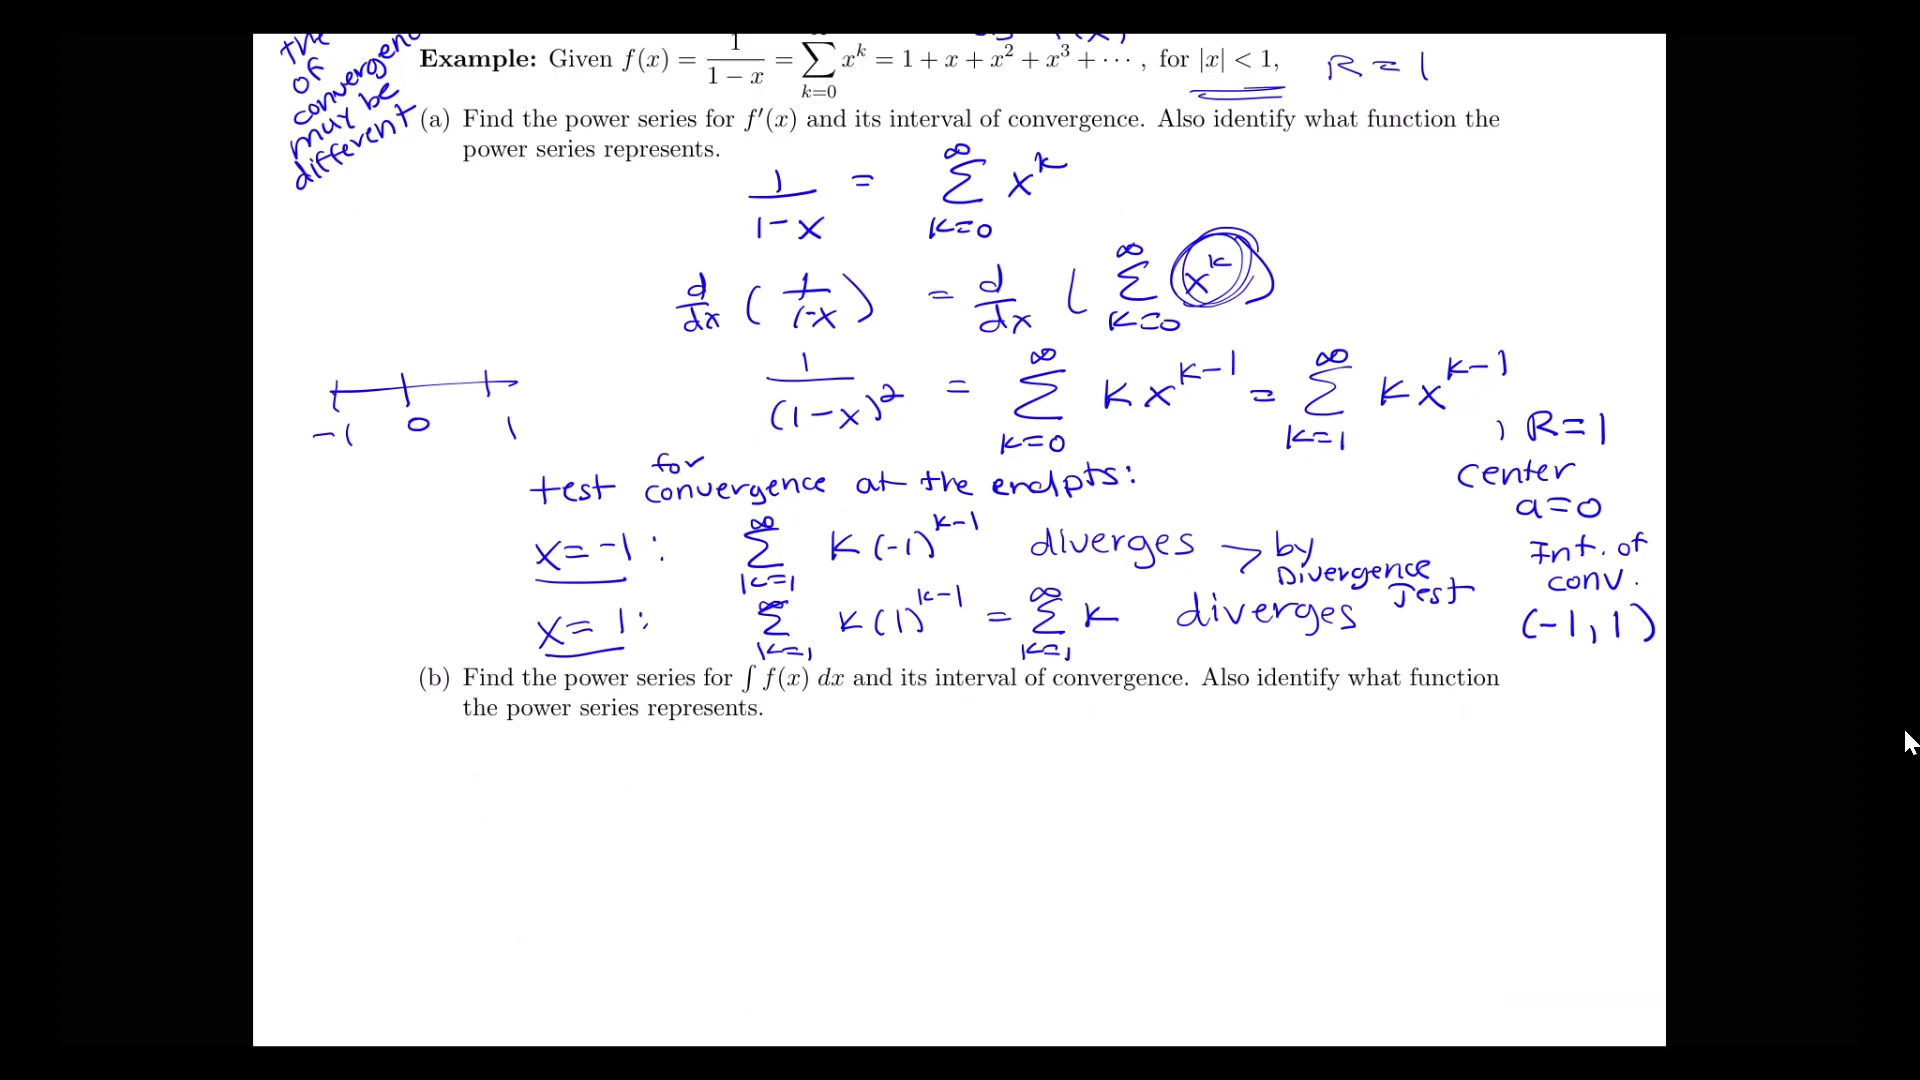 the
of
convergenc
may be
different
Example: Given f(x) = 1/(1 − x) = ∑_{k=0} x^k = 1 + x + x^2 + x^3 + ··· , for |x| < 1, R = 1
(a) Find the power series for f′(x) and its interval of convergence. Also identify what function the
power series represents.
1/(1-x) = ∑_{k=0}^{∞} x^k
d/dx (1/(1-x)) = d/dx (∑_{k=0}^{∞} x^k)
1/(1-x)^2 = ∑_{k=0}^{∞} k x^{k-1} = ∑_{k=1}^{∞} k x^{k-1} , R=1
-1 0 1
center
a=0
test for convergence at the endpts:
x=-1: ∑_{k=1}^{∞} k(-1)^{k-1} diverges > by Divergence Test
x=1: ∑_{k=1}^{∞} k(1)^{k-1} = ∑_{k=1}^{∞} k diverges
Int. of
conv.
(-1,1)
(b) Find the power series for ∫ f(x) dx and its interval of convergence. Also identify what function
the power series represents.